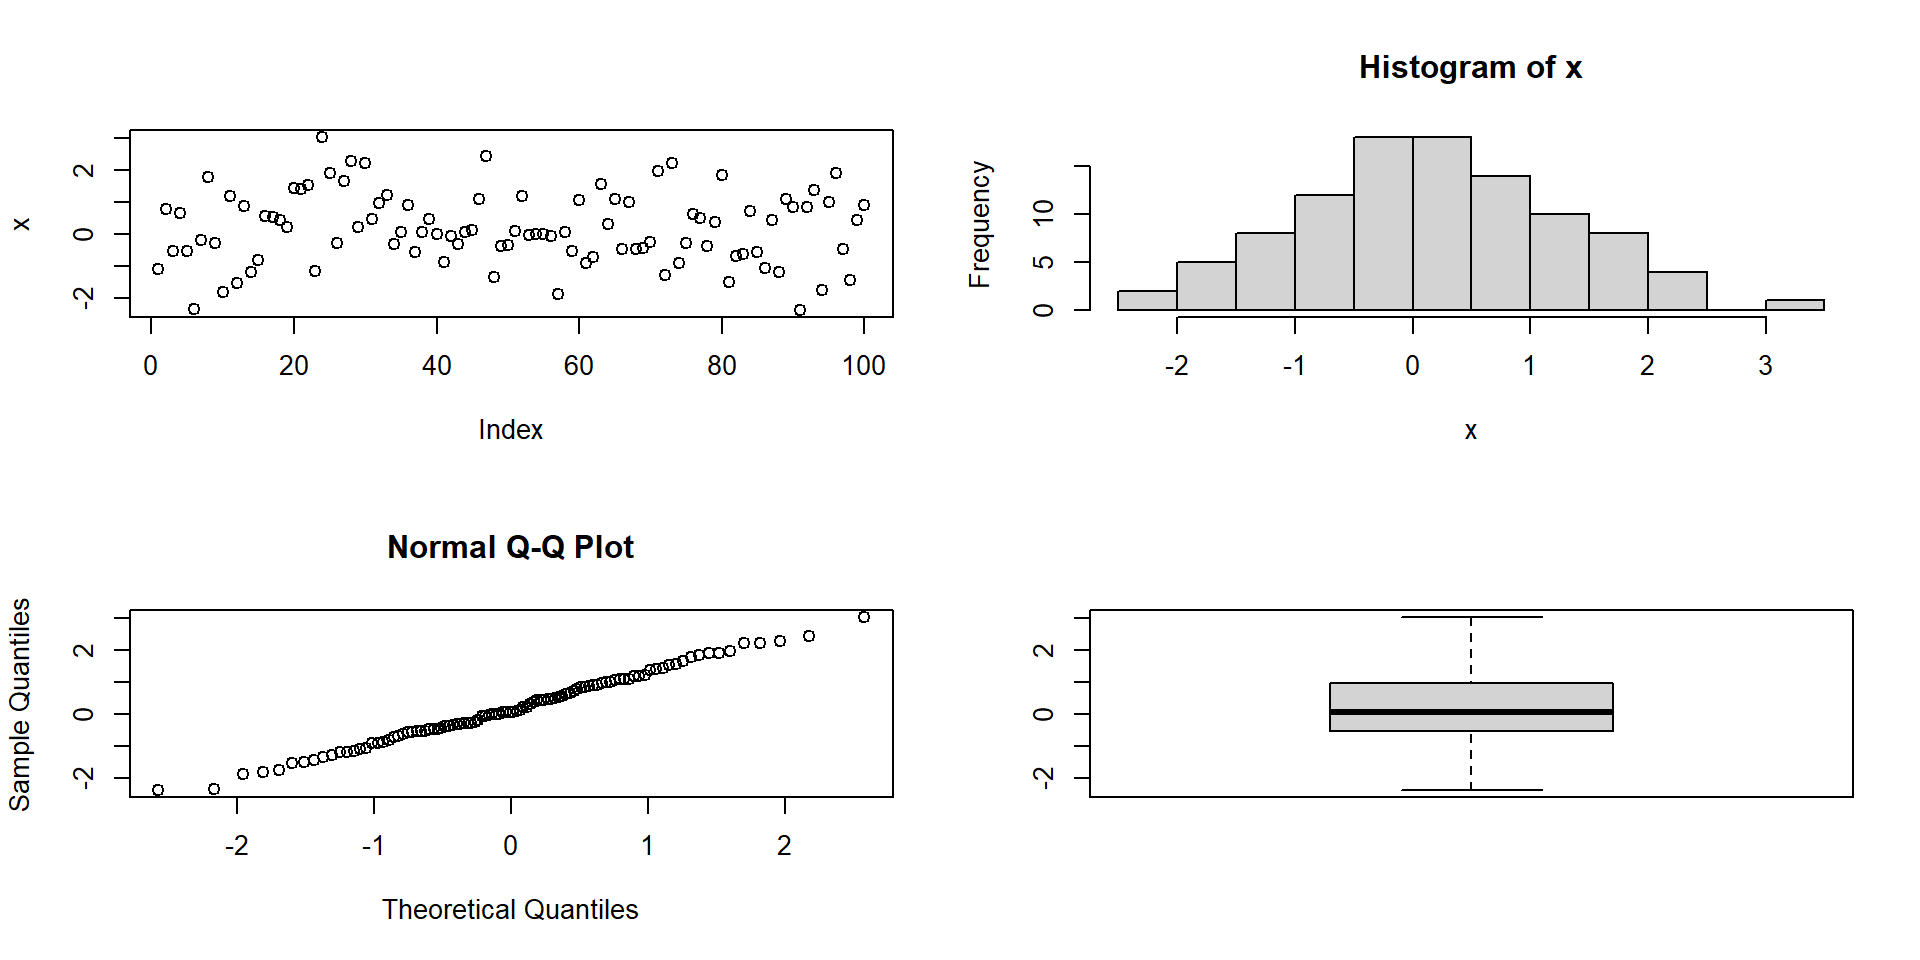 x
2
0
-2
0 20 40 60 80 100
Index
Histogram of x
Frequency
10
5
0
-2 -1 0 1 2 3
x
Normal Q-Q Plot
Sample Quantiles
2
0
-2
-2 -1 0 1 2
Theoretical Quantiles
2
0
-2